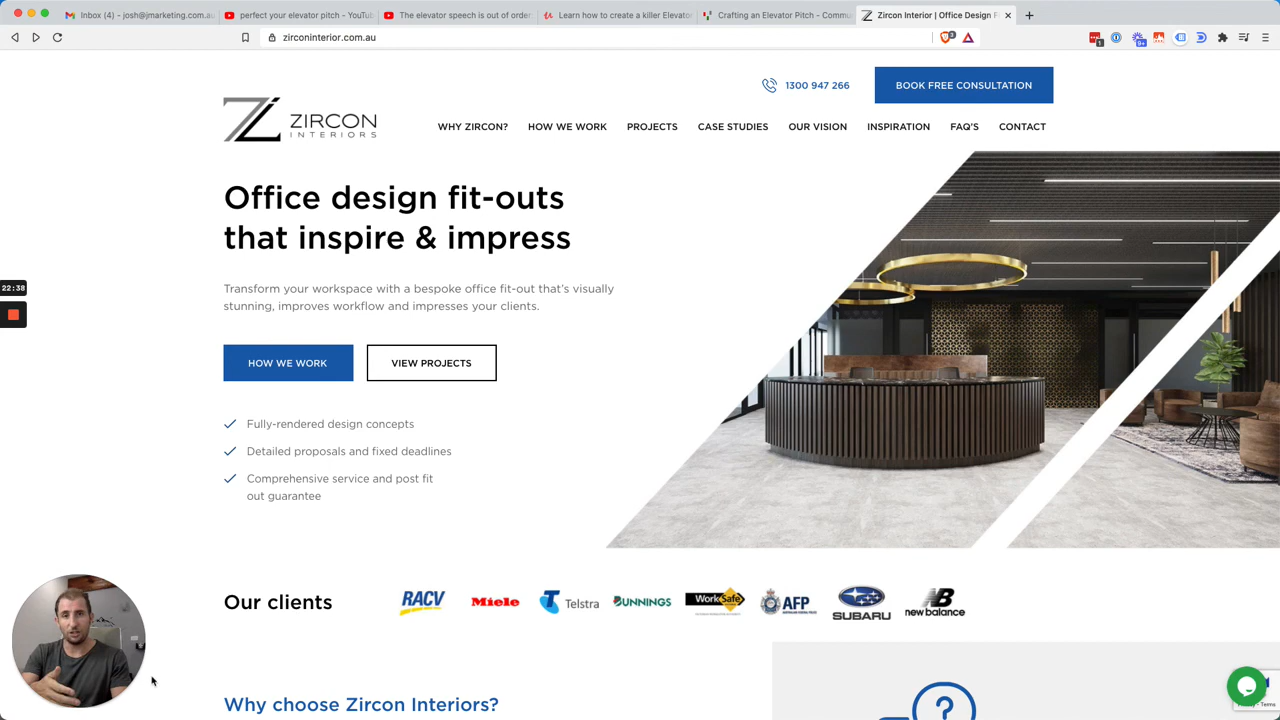 Inbox (4) - josh@jmarketing.com.au
perfect your elevator pitch - YouTu
The elevator speech is out of order
Learn how to create a killer Elevat
Crafting an Elevator Pitch - Commu
Zircon Interior | Office Design F
zirconinterior.com.au
1300 947 266
BOOK FREE CONSULTATION
ZIRCON
INTERIORS
WHY ZIRCON?
HOW WE WORK
PROJECTS
CASE STUDIES
OUR VISION
INSPIRATION
FAQ'S
CONTACT
Office design fit-outs
that inspire & impress
Transform your workspace with a bespoke office fit-out that's visually
stunning, improves workflow and impresses your clients.
22:38
HOW WE WORK
VIEW PROJECTS
Fully-rendered design concepts
Detailed proposals and fixed deadlines
Comprehensive service and post fit
out guarantee
Our clients
RACV
Miele
Telstra
BUNNINGS
WorkSafe
AFP
SUBARU
new balance
Why choose Zircon Interiors?
?
Privacy - Terms